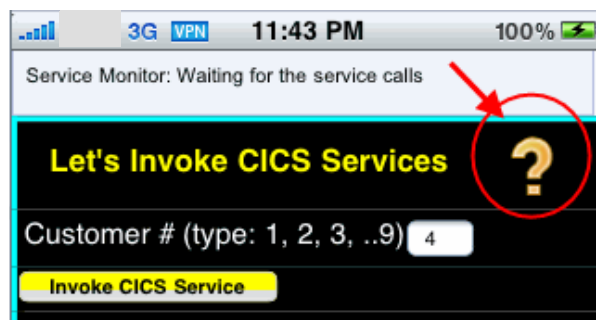 3G VPN 11:43 PM 100%
Service Monitor: Waiting for the service calls
Let's Invoke CICS Services ?
Customer # (type: 1, 2, 3, ..9) 4
Invoke CICS Service